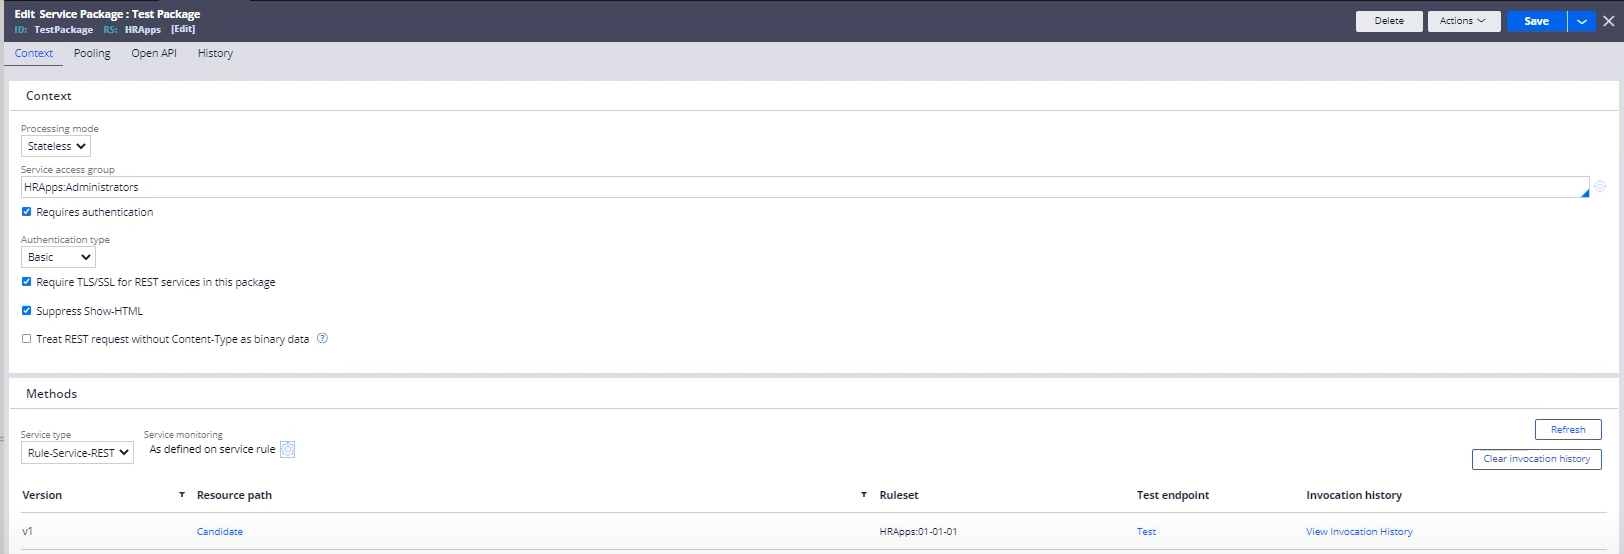 Edit Service Package : Test Package
ID: TestPackage RS: HRApps [Edit]
Delete
Actions
Save
Context Pooling Open API History
Context
Processing mode
Stateless
Service access group
HRApps:Administrators
Requires authentication
Authentication type
Basic
Require TLS/SSL for REST services in this package
Suppress Show-HTML
Treat REST request without Content-Type as binary data ?
Methods
Service type
Rule-Service-REST
Service monitoring
As defined on service rule
Refresh
Clear invocation history
Version Resource path Ruleset Test endpoint Invocation history
v1 Candidate HRApps:01-01-01 Test View Invocation History